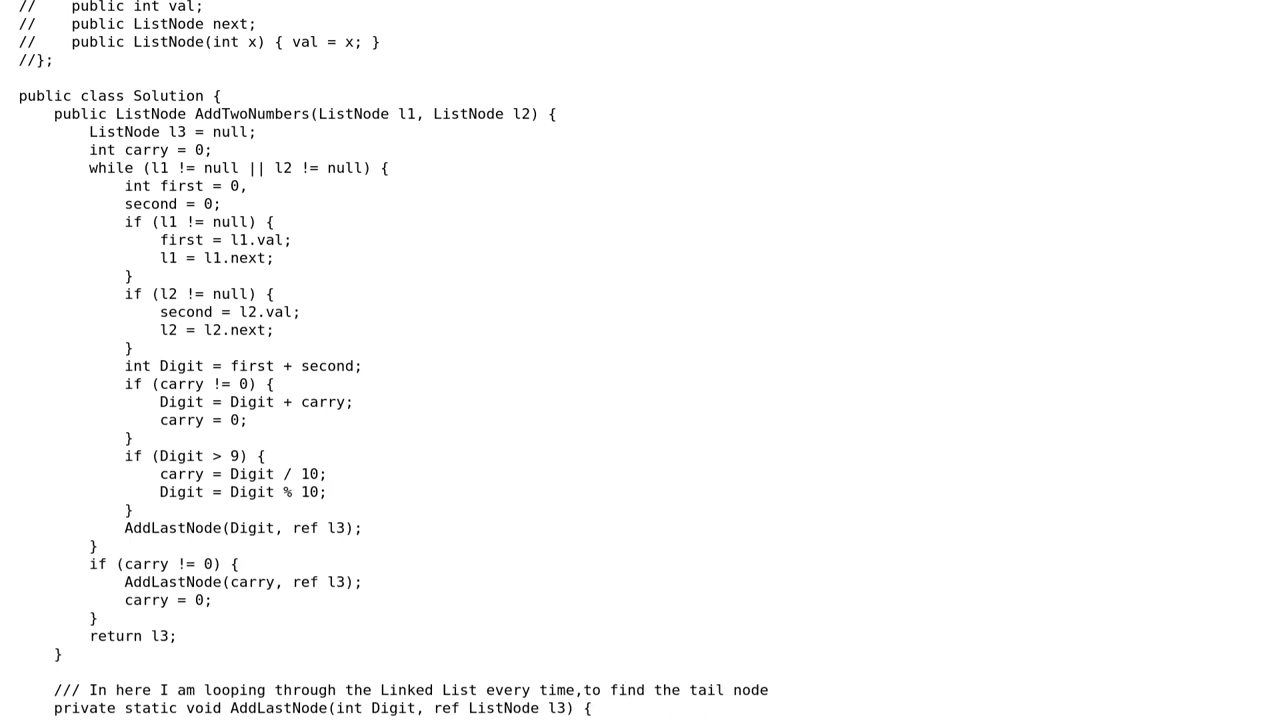 //    public int val;
//    public ListNode next;
//    public ListNode(int x) { val = x; }
//};

public class Solution {
    public ListNode AddTwoNumbers(ListNode l1, ListNode l2) {
        ListNode l3 = null;
        int carry = 0;
        while (l1 != null || l2 != null) {
            int first = 0,
            second = 0;
            if (l1 != null) {
                first = l1.val;
                l1 = l1.next;
            }
            if (l2 != null) {
                second = l2.val;
                l2 = l2.next;
            }
            int Digit = first + second;
            if (carry != 0) {
                Digit = Digit + carry;
                carry = 0;
            }
            if (Digit > 9) {
                carry = Digit / 10;
                Digit = Digit % 10;
            }
            AddLastNode(Digit, ref l3);
        }
        if (carry != 0) {
            AddLastNode(carry, ref l3);
            carry = 0;
        }
        return l3;
    }

    /// In here I am looping through the Linked List every time,to find the tail node
    private static void AddLastNode(int Digit, ref ListNode l3) {